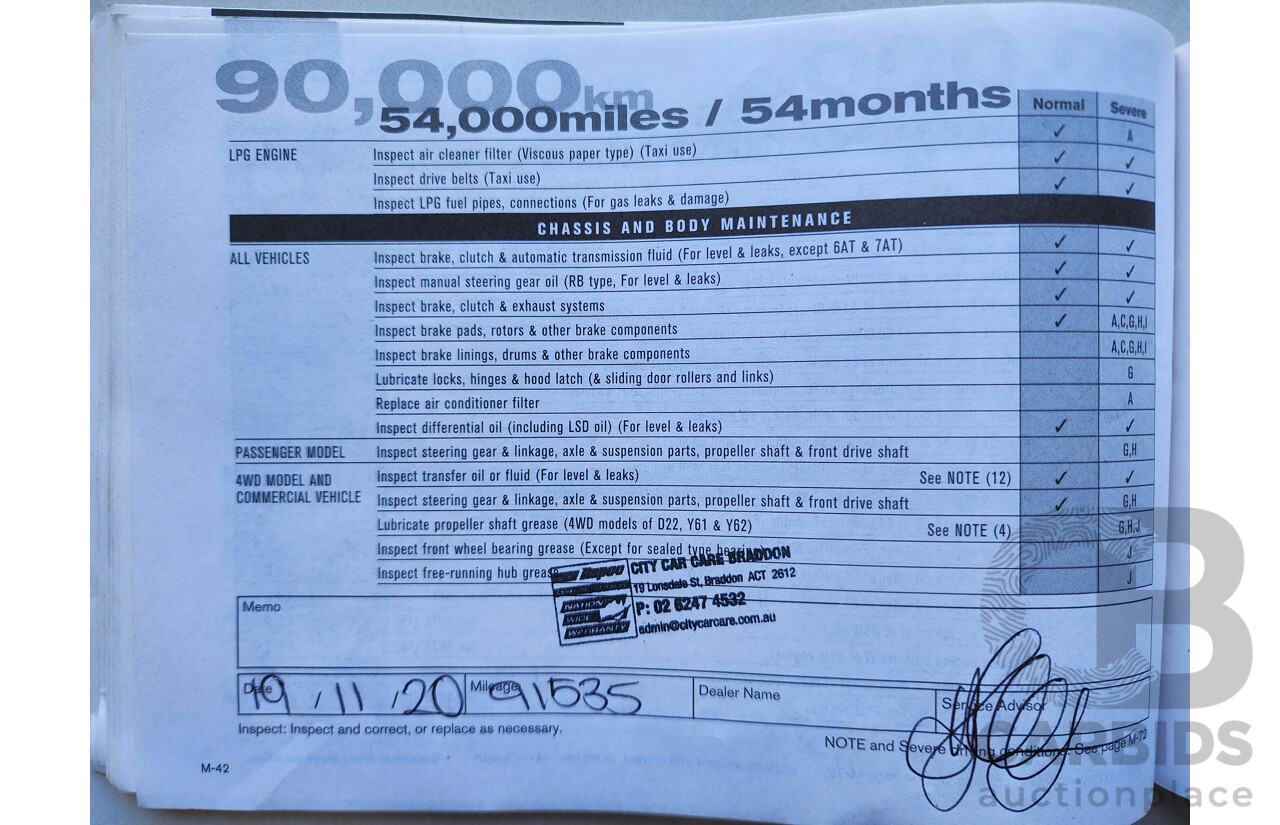 90,000km
54,000miles / 54months
Normal Severe
LPG ENGINE Inspect air cleaner filter (Viscous paper type) (Taxi use) ✓ A
Inspect drive belts (Taxi use) ✓ ✓
Inspect LPG fuel pipes, connections (For gas leaks & damage) ✓ ✓
CHASSIS AND BODY MAINTENANCE
ALL VEHICLES Inspect brake, clutch & automatic transmission fluid (For level & leaks, except 6AT & 7AT) ✓ ✓
Inspect manual steering gear oil (RB type, For level & leaks) ✓ ✓
Inspect brake, clutch & exhaust systems ✓ ✓
Inspect brake pads, rotors & other brake components ✓ A,C,G,H,I
Inspect brake linings, drums & other brake components A,C,G,H,I
Lubricate locks, hinges & hood latch (& sliding door rollers and links) G
Replace air conditioner filter A
Inspect differential oil (including LSD oil) (For level & leaks) ✓ ✓
PASSENGER MODEL Inspect steering gear & linkage, axle & suspension parts, propeller shaft & front drive shaft G,H
4WD MODEL AND Inspect transfer oil or fluid (For level & leaks) See NOTE (12) ✓ ✓
COMMERCIAL VEHICLE Inspect steering gear & linkage, axle & suspension parts, propeller shaft & front drive shaft ✓ G,H
Lubricate propeller shaft grease (4WD models of D22, Y61 & Y62) See NOTE (4) G,H,J
Inspect front wheel bearing grease (Except for sealed type bearing) J
Inspect free-running hub grease J
Repco CITY CAR CARE BRADDON
19 Lonsdale St, Braddon ACT 2612
NATION WIDE WARRANTY
P: 02 6247 4532
admin@citycarcare.com.au
Memo
Date 19/11/20 Mileage 91535 Dealer Name Service Advisor
Inspect: Inspect and correct, or replace as necessary.
NOTE and Severe driving conditions: See page M-72
M-42
CARBIDS
auctionplace